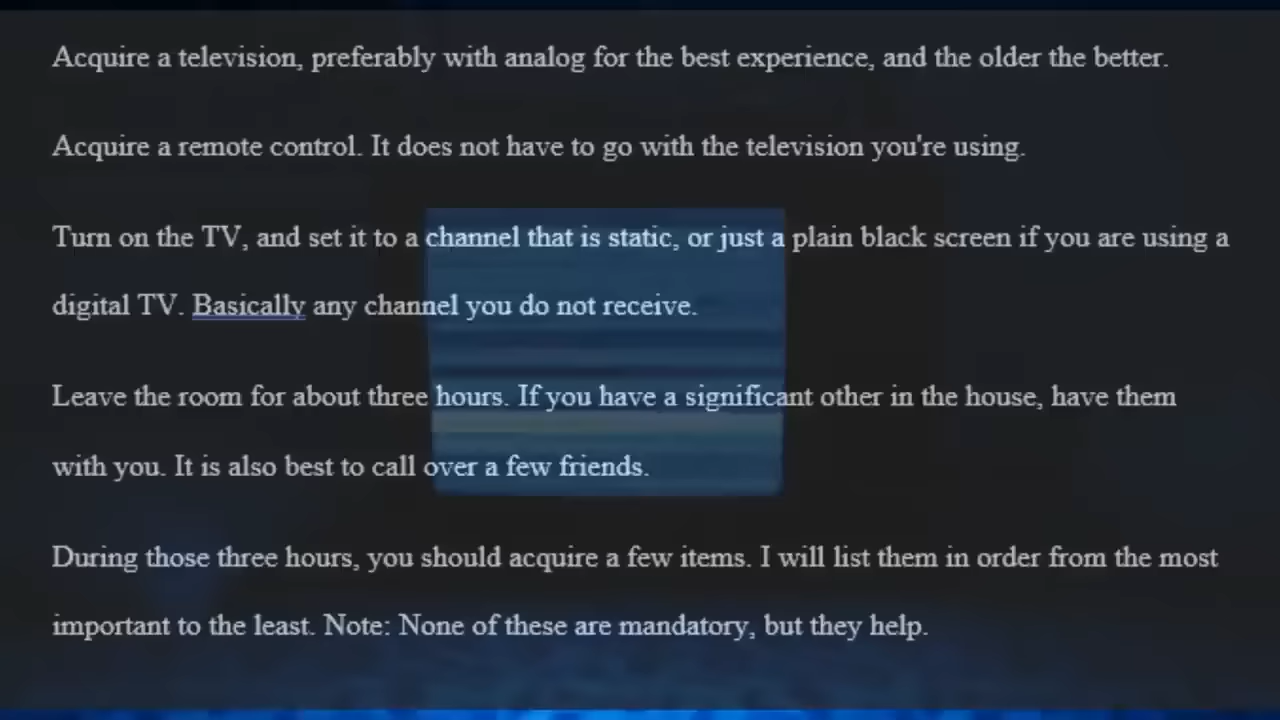 Acquire a television, preferably with analog for the best experience, and the older the better.
Acquire a remote control. It does not have to go with the television you're using.
Turn on the TV, and set it to a channel that is static, or just a plain black screen if you are using a
digital TV. Basically any channel you do not receive.
Leave the room for about three hours. If you have a significant other in the house, have them
with you. It is also best to call over a few friends.
During those three hours, you should acquire a few items. I will list them in order from the most
important to the least. Note: None of these are mandatory, but they help.